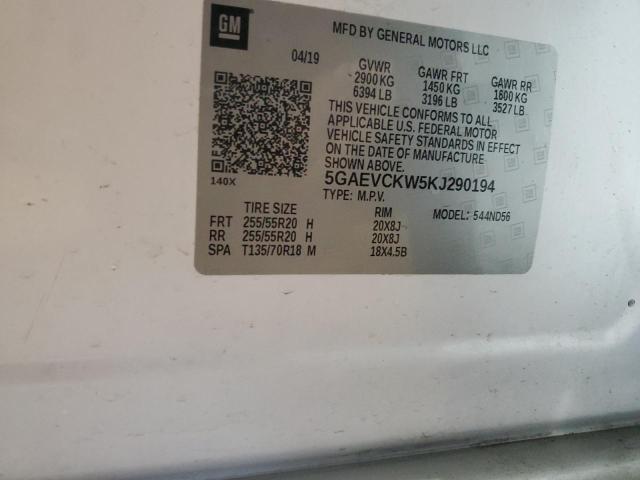 GM
MFD BY GENERAL MOTORS LLC
04/19
GVWR GAWR FRT GAWR RR
2900 KG 1450 KG 1600 KG
6394 LB 3196 LB 3527 LB
THIS VEHICLE CONFORMS TO ALL
APPLICABLE U.S. FEDERAL MOTOR
VEHICLE SAFETY STANDARDS IN EFFECT
ON THE DATE OF MANUFACTURE
SHOWN ABOVE.
140X
5GAEVCKW5KJ290194
TYPE: M.P.V. MODEL: 544ND56
TIRE SIZE RIM
FRT 255/55R20 H 20X8J
RR 255/55R20 H 20X8J
SPA T135/70R18 M 18X4.5B